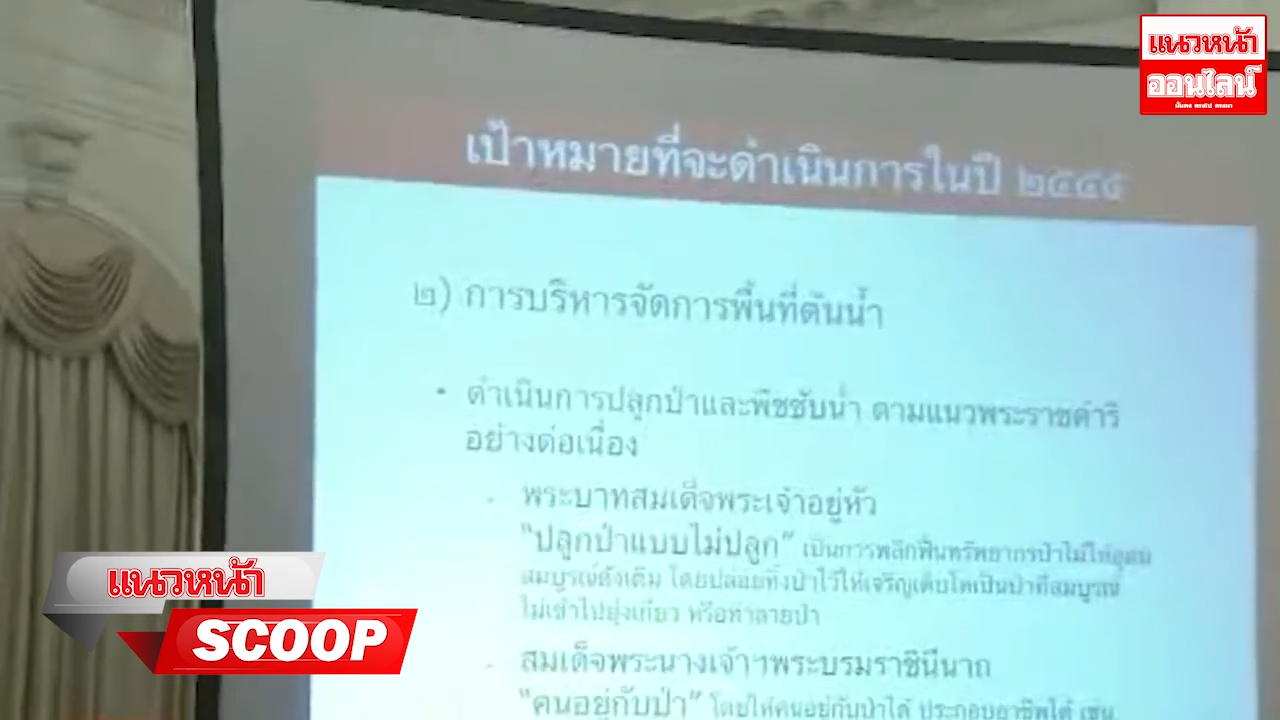 แนวหน้า
ออนไลน์
เป้าหมายที่จะดำเนินการในปี ๒๕๕๕
๒) การบริหารจัดการพื้นที่ต้นน้ำ
• ดำเนินการปลูกป่าและพืชซับน้ำ ตามแนวพระราชดำริ
อย่างต่อเนื่อง
- พระบาทสมเด็จพระเจ้าอยู่หัว
“ปลูกป่าแบบไม่ปลูก” เป็นการพลิกฟื้นทรัพยากรป่าไม้ให้อุดม
สมบูรณ์ดังเดิม โดยปล่อยทิ้งป่าไว้ให้เจริญเติบโตเป็นป่าที่สมบูรณ์
ไม่เข้าไปยุ่งเกี่ยว หรือทำลายป่า
- สมเด็จพระนางเจ้าฯพระบรมราชินีนาถ
“คนอยู่กับป่า” โดยให้คนอยู่กับป่าได้ ประกอบอาชีพได้ เช่น
แนวหน้า
SCOOP